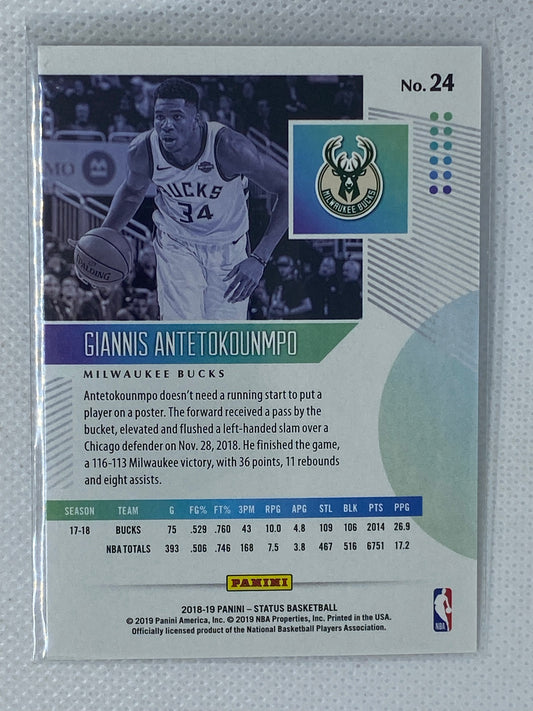 No. 24
BUCKS
34
SPALDING
MILWAUKEE BUCKS
GIANNIS ANTETOKOUNMPO
MILWAUKEE BUCKS
Antetokounmpo doesn't need a running start to put a
player on a poster. The forward received a pass by the
bucket, elevated and flushed a left-handed slam over a
Chicago defender on Nov. 28, 2018. He finished the game,
a 116-113 Milwaukee victory, with 36 points, 11 rebounds
and eight assists.
SEASON TEAM G FG% FT% 3PM RPG APG STL BLK PTS PPG
17-18 BUCKS 75 .529 .760 43 10.0 4.8 109 106 2014 26.9
NBA TOTALS 393 .506 .746 168 7.5 3.8 467 516 6751 17.2
PANINI
2018-19 PANINI – STATUS BASKETBALL
© 2019 Panini America, Inc. © 2019 NBA Properties, Inc. Printed in the USA.
Officially licensed product of the National Basketball Players Association.
NBA